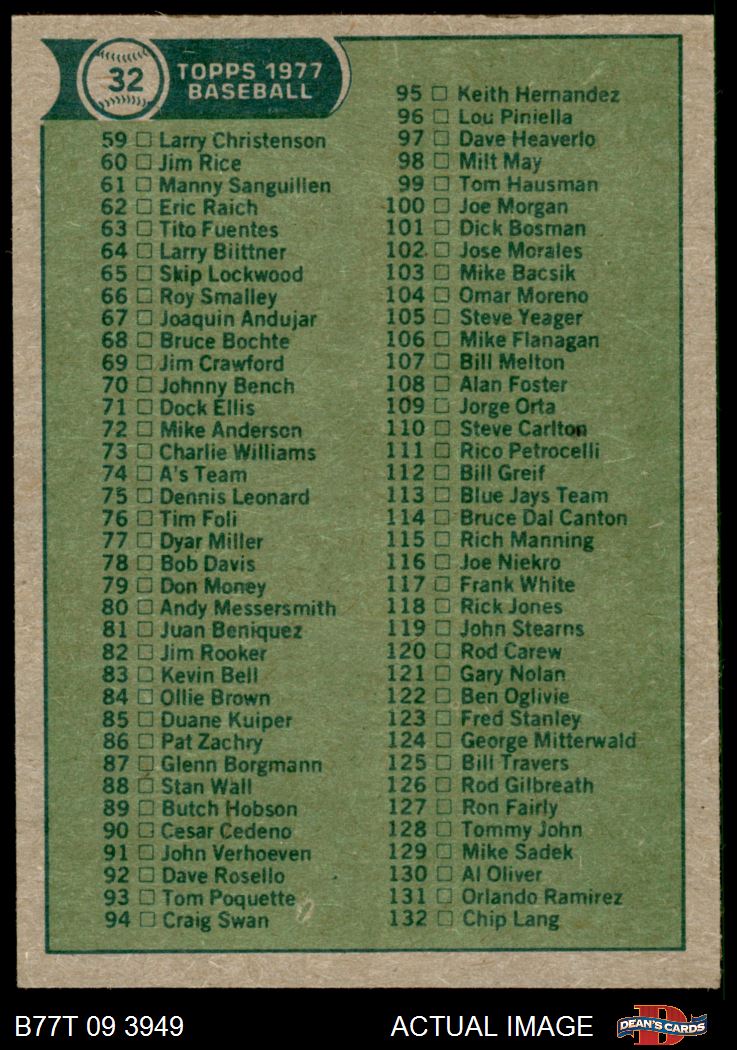 32
TOPPS 1977
BASEBALL
59 Larry Christenson
60 Jim Rice
61 Manny Sanguillen
62 Eric Raich
63 Tito Fuentes
64 Larry Biittner
65 Skip Lockwood
66 Roy Smalley
67 Joaquin Andujar
68 Bruce Bochte
69 Jim Crawford
70 Johnny Bench
71 Dock Ellis
72 Mike Anderson
73 Charlie Williams
74 A's Team
75 Dennis Leonard
76 Tim Foli
77 Dyar Miller
78 Bob Davis
79 Don Money
80 Andy Messersmith
81 Juan Beniquez
82 Jim Rooker
83 Kevin Bell
84 Ollie Brown
85 Duane Kuiper
86 Pat Zachry
87 Glenn Borgmann
88 Stan Wall
89 Butch Hobson
90 Cesar Cedeno
91 John Verhoeven
92 Dave Rosello
93 Tom Poquette
94 Craig Swan
95 Keith Hernandez
96 Lou Piniella
97 Dave Heaverlo
98 Milt May
99 Tom Hausman
100 Joe Morgan
101 Dick Bosman
102 Jose Morales
103 Mike Bacsik
104 Omar Moreno
105 Steve Yeager
106 Mike Flanagan
107 Bill Melton
108 Alan Foster
109 Jorge Orta
110 Steve Carlton
111 Rico Petrocelli
112 Bill Greif
113 Blue Jays Team
114 Bruce Dal Canton
115 Rich Manning
116 Joe Niekro
117 Frank White
118 Rick Jones
119 John Stearns
120 Rod Carew
121 Gary Nolan
122 Ben Oglivie
123 Fred Stanley
124 George Mitterwald
125 Bill Travers
126 Rod Gilbreath
127 Ron Fairly
128 Tommy John
129 Mike Sadek
130 Al Oliver
131 Orlando Ramirez
132 Chip Lang
B77T 09 3949
ACTUAL IMAGE
DEAN'S CARDS